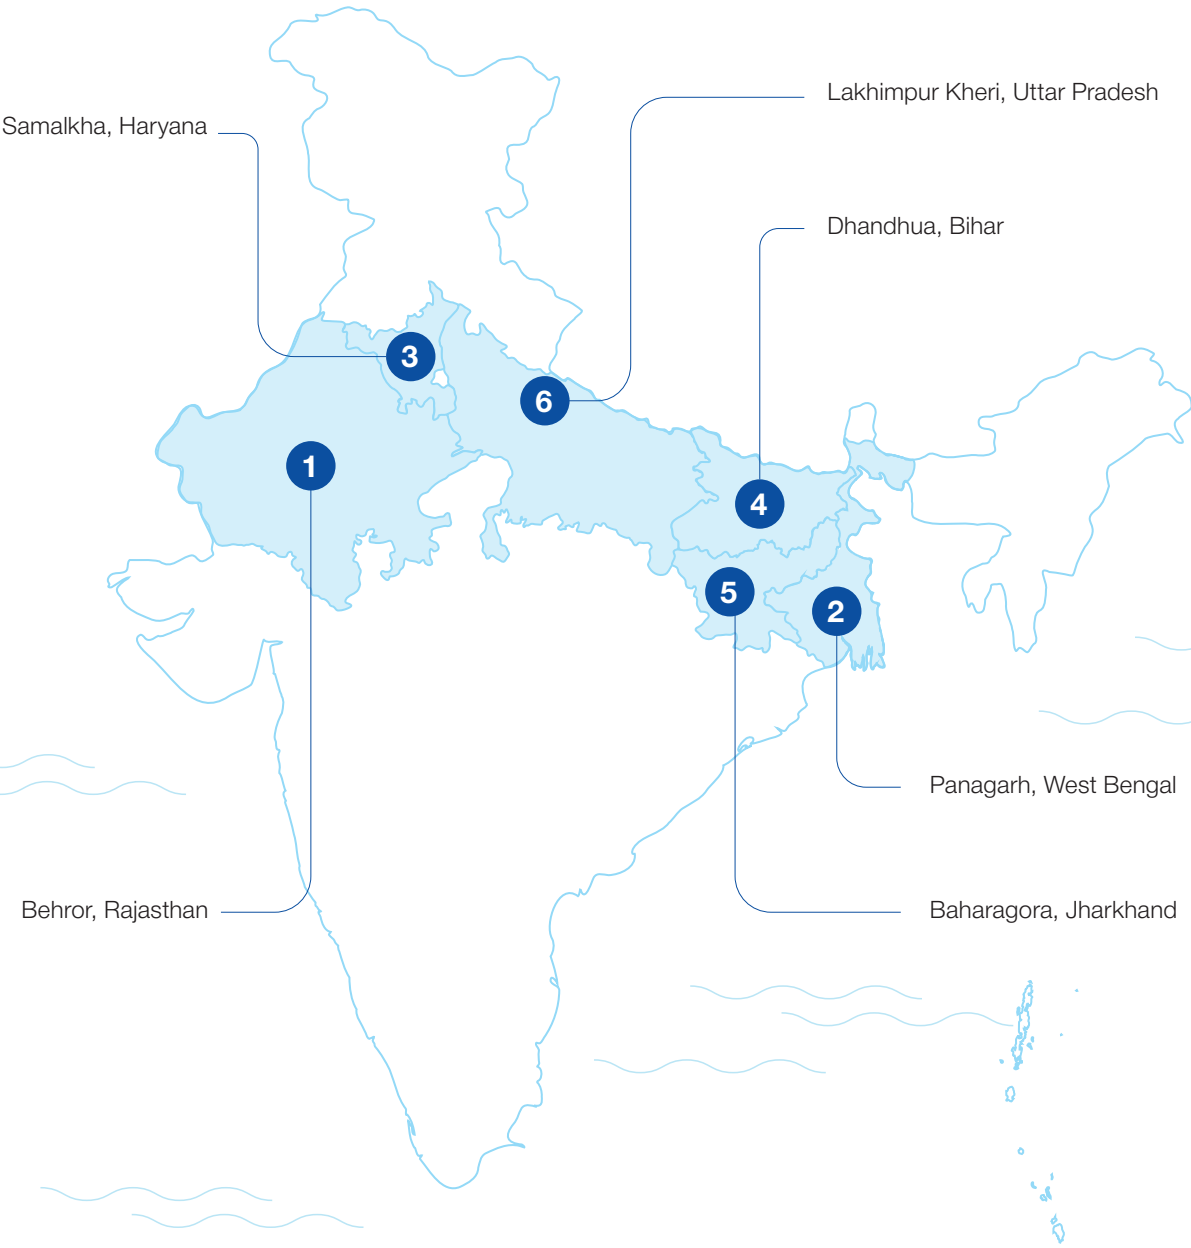 Lakhimpur Kheri, Uttar Pradesh
Samalkha, Haryana
Dhandhua, Bihar
3
6
1
4
5
2
Panagarh, West Bengal
Behror, Rajasthan
Baharagora, Jharkhand